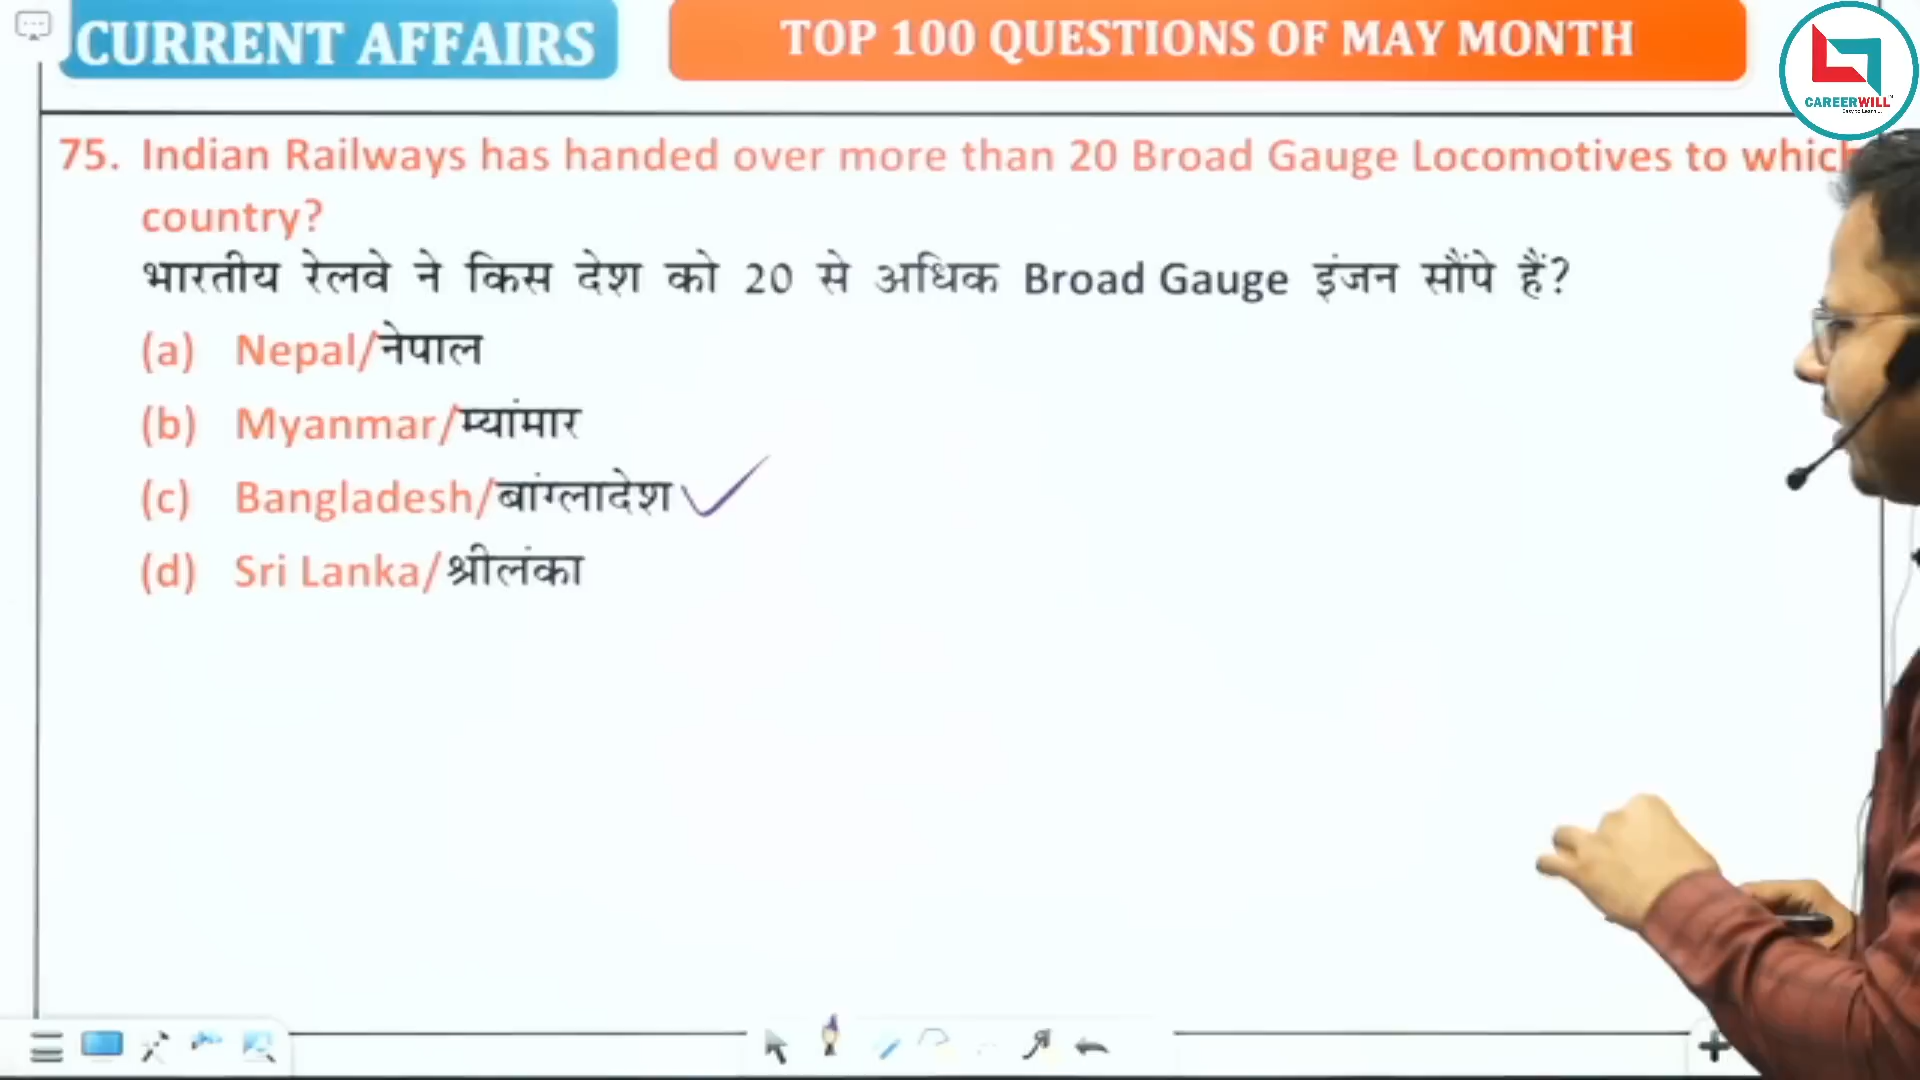 CURRENT AFFAIRS
TOP 100 QUESTIONS OF MAY MONTH
CAREERWILL
75. Indian Railways has handed over more than 20 Broad Gauge Locomotives to which
country?
भारतीय रेलवे ने किस देश को 20 से अधिक Broad Gauge इंजन सौंपे हैं?
(a) Nepal/नेपाल
(b) Myanmar/म्यांमार
(c) Bangladesh/बांग्लादेश
(d) Sri Lanka/श्रीलंका